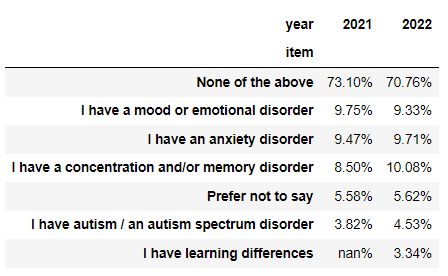 year 2021 2022
item
None of the above 73.10% 70.76%
I have a mood or emotional disorder 9.75% 9.33%
I have an anxiety disorder 9.47% 9.71%
I have a concentration and/or memory disorder 8.50% 10.08%
Prefer not to say 5.58% 5.62%
I have autism / an autism spectrum disorder 3.82% 4.53%
I have learning differences nan% 3.34%